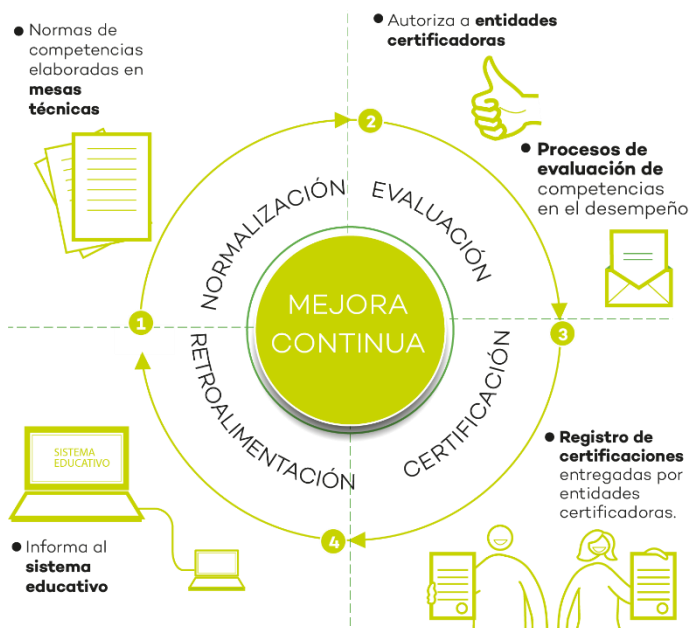 ● Normas de
competencias
elaboradas en
mesas
técnicas
● Autoriza a entidades
certificadoras
● Procesos de
evaluación de
competencias
en el desempeño
1
2
3
4
NORMALIZACIÓN
EVALUACIÓN
CERTIFICACIÓN
RETROALIMENTACIÓN
MEJORA
CONTINUA
● Registro de
certificaciones
entregadas por
entidades
certificadoras.
SISTEMA
EDUCATIVO
● Informa al
sistema
educativo